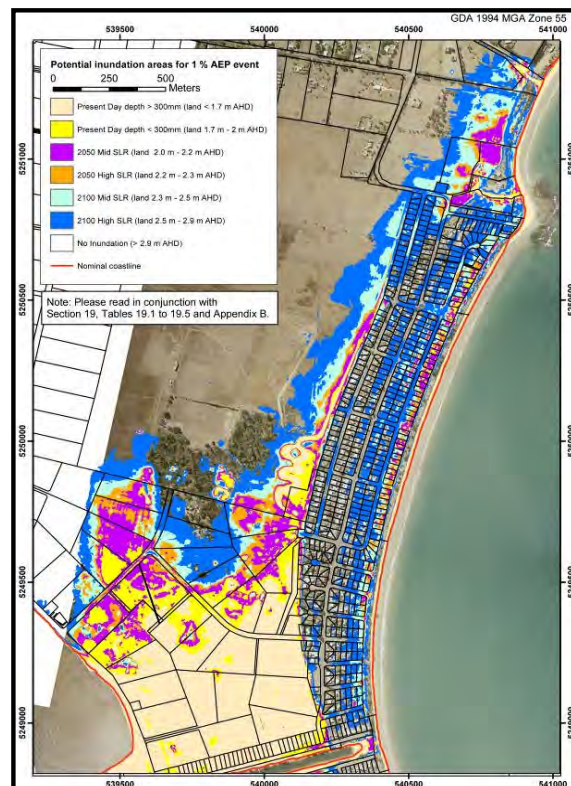 GDA 1994 MGA Zone 55
539500 540000 540500 541000
Potential inundation areas for 1 % AEP event
0 250 500
Meters
Present Day depth > 300mm (land < 1.7 m AHD)
Present Day depth < 300mm (land 1.7 m - 2 m AHD)
2050 Mid SLR (land 2.0 m - 2.2 m AHD)
2050 High SLR (land 2.2 m - 2.3 m AHD)
2100 Mid SLR (land 2.3 m - 2.5 m AHD)
2100 High SLR (land 2.5 m - 2.9 m AHD)
No Inundation (> 2.9 m AHD)
Nominal coastline
Note: Please read in conjunction with
Section 19, Tables 19.1 to 19.5 and Appendix B.
5251000
5251000
5250500
5250500
5250000
5250000
5249500
5249500
5249000
5249000
539500 540000 540500 541000